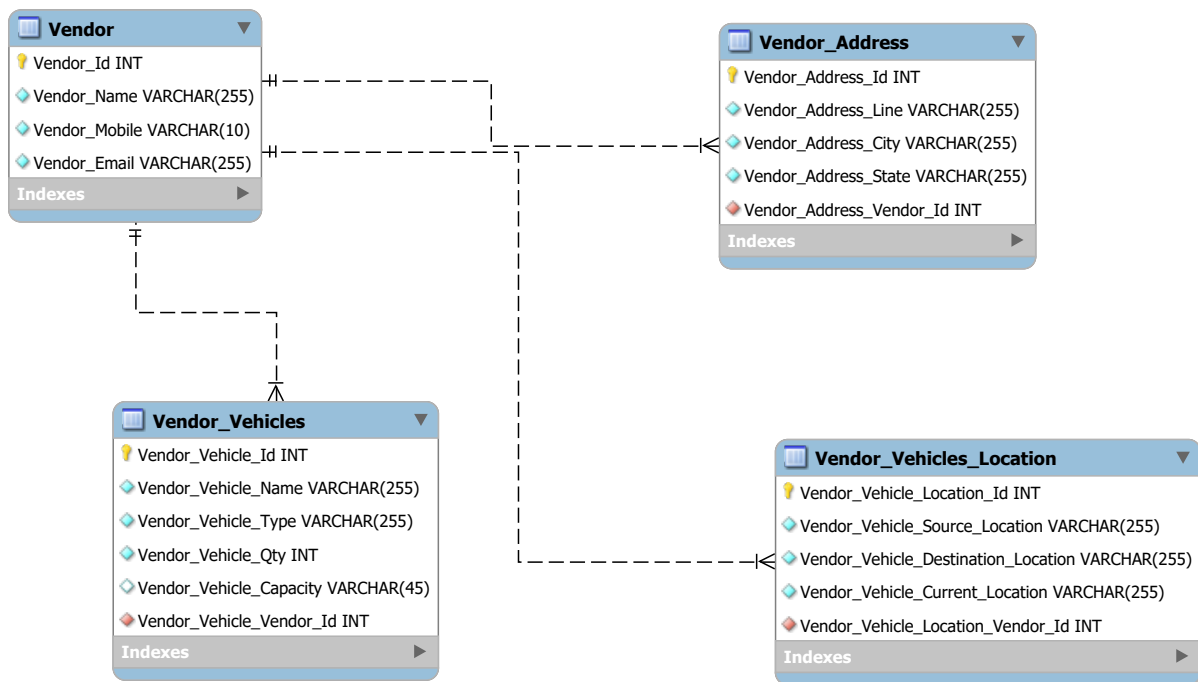 Vendor
Vendor_Id INT
Vendor_Name VARCHAR(255)
Vendor_Mobile VARCHAR(10)
Vendor_Email VARCHAR(255)
Indexes
Vendor_Address
Vendor_Address_Id INT
Vendor_Address_Line VARCHAR(255)
Vendor_Address_City VARCHAR(255)
Vendor_Address_State VARCHAR(255)
Vendor_Address_Vendor_Id INT
Indexes
Vendor_Vehicles
Vendor_Vehicle_Id INT
Vendor_Vehicle_Name VARCHAR(255)
Vendor_Vehicle_Type VARCHAR(255)
Vendor_Vehicle_Qty INT
Vendor_Vehicle_Capacity VARCHAR(45)
Vendor_Vehicle_Vendor_Id INT
Indexes
Vendor_Vehicles_Location
Vendor_Vehicle_Location_Id INT
Vendor_Vehicle_Source_Location VARCHAR(255)
Vendor_Vehicle_Destination_Location VARCHAR(255)
Vendor_Vehicle_Current_Location VARCHAR(255)
Vendor_Vehicle_Location_Vendor_Id INT
Indexes